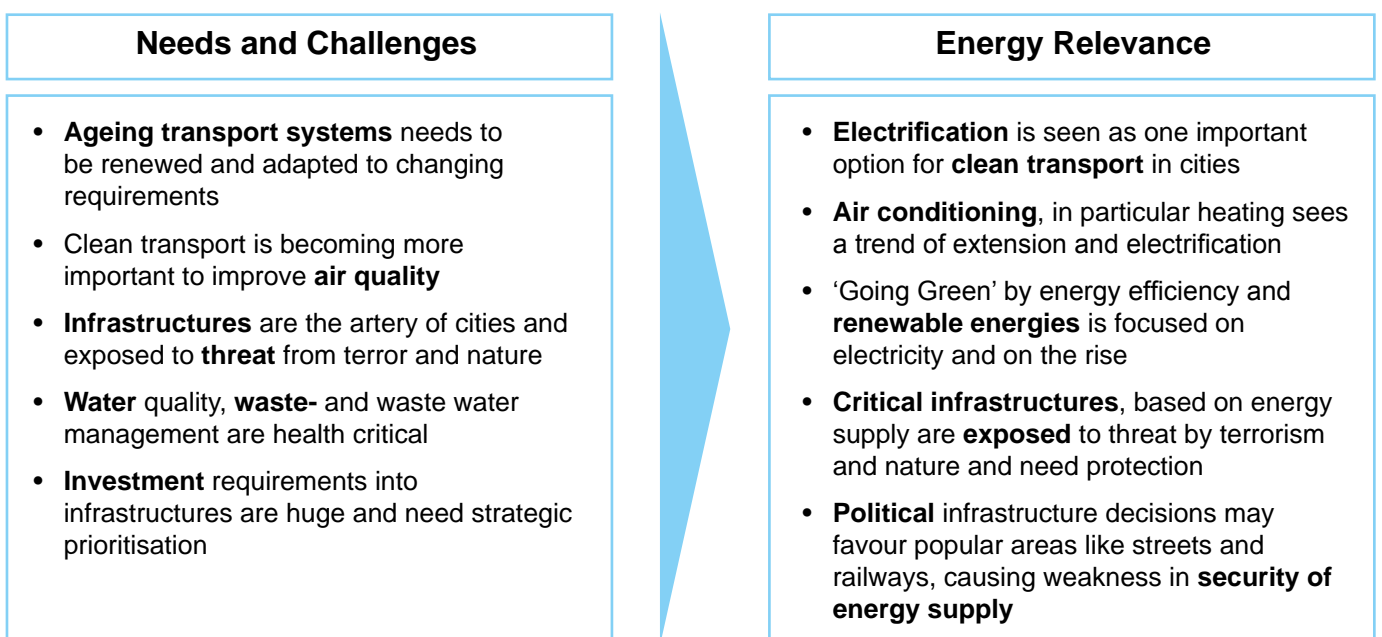 Needs and Challenges
• Ageing transport systems needs to
be renewed and adapted to changing
requirements
• Clean transport is becoming more
important to improve air quality
• Infrastructures are the artery of cities and
exposed to threat from terror and nature
• Water quality, waste- and waste water
management are health critical
• Investment requirements into
infrastructures are huge and need strategic
prioritisation
Energy Relevance
• Electrification is seen as one important
option for clean transport in cities
• Air conditioning, in particular heating sees
a trend of extension and electrification
• ‘Going Green’ by energy efficiency and
renewable energies is focused on
electricity and on the rise
• Critical infrastructures, based on energy
supply are exposed to threat by terrorism
and nature and need protection
• Political infrastructure decisions may
favour popular areas like streets and
railways, causing weakness in security of
energy supply